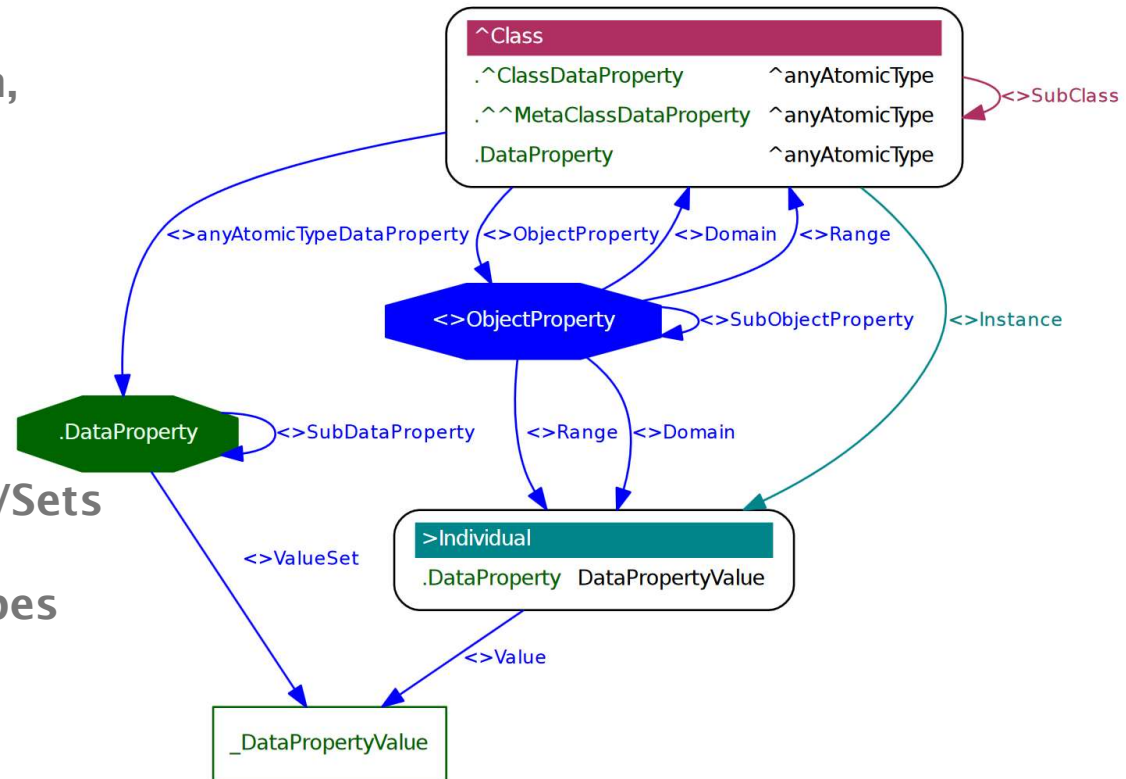 ^Class
.^ClassDataProperty ^anyAtomicType
.^^MetaClassDataProperty ^anyAtomicType
<>SubClass
.DataProperty ^anyAtomicType
<>anyAtomicTypeDataProperty <>ObjectProperty <>Domain <>Range
<>ObjectProperty <>SubObjectProperty <>Instance
.DataProperty <>SubDataProperty <>Range <>Domain
/Sets
>Individual
<>ValueSet
.DataProperty DataPropertyValue
<>Value
_DataPropertyValue